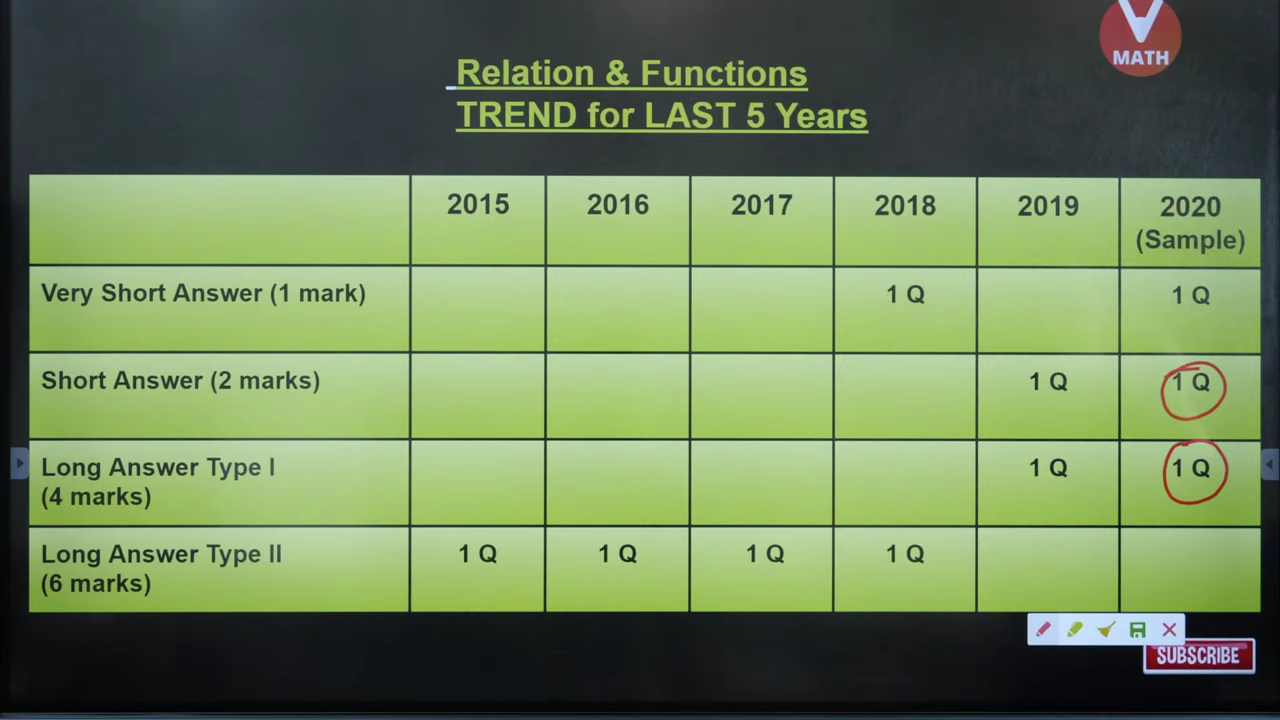 MATH
Relation & Functions
TREND for LAST 5 Years
2015 2016 2017 2018 2019 2020
(Sample)
Very Short Answer (1 mark) 1 Q 1 Q
Short Answer (2 marks) 1 Q 1 Q
Long Answer Type I 1 Q 1 Q
(4 marks)
Long Answer Type II 1 Q 1 Q 1 Q 1 Q
(6 marks)
SUBSCRIBE